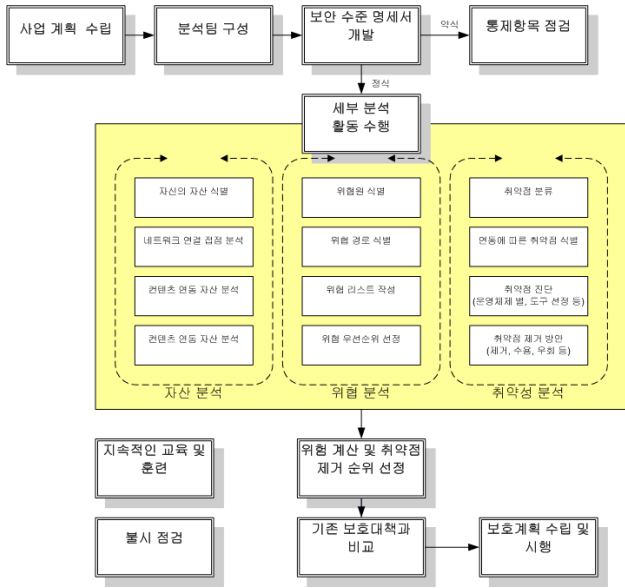 사업 계획 수립
분석팀 구성
보안 수준 명세서
개발
약식
통제항목 점검
정식
세부 분석
활동 수행
자신의 자산 식별
네트워크 연결 접점 분석
컨텐츠 연동 자산 분석
컨텐츠 연동 자산 분석
자산 분석
위협원 식별
위협 경로 식별
위협 리스트 작성
위협 우선순위 선정
위협 분석
취약점 분류
연동에 따른 취약점 식별
취약점 진단
(운영체제 별, 도구 선정 등)
취약점 제거 방안
(제거, 수용, 우회 등)
취약성 분석
지속적인 교육 및
훈련
위험 계산 및 취약점
제거 순위 선정
불시 점검
기존 보호대책과
비교
보호계획 수립 및
시행